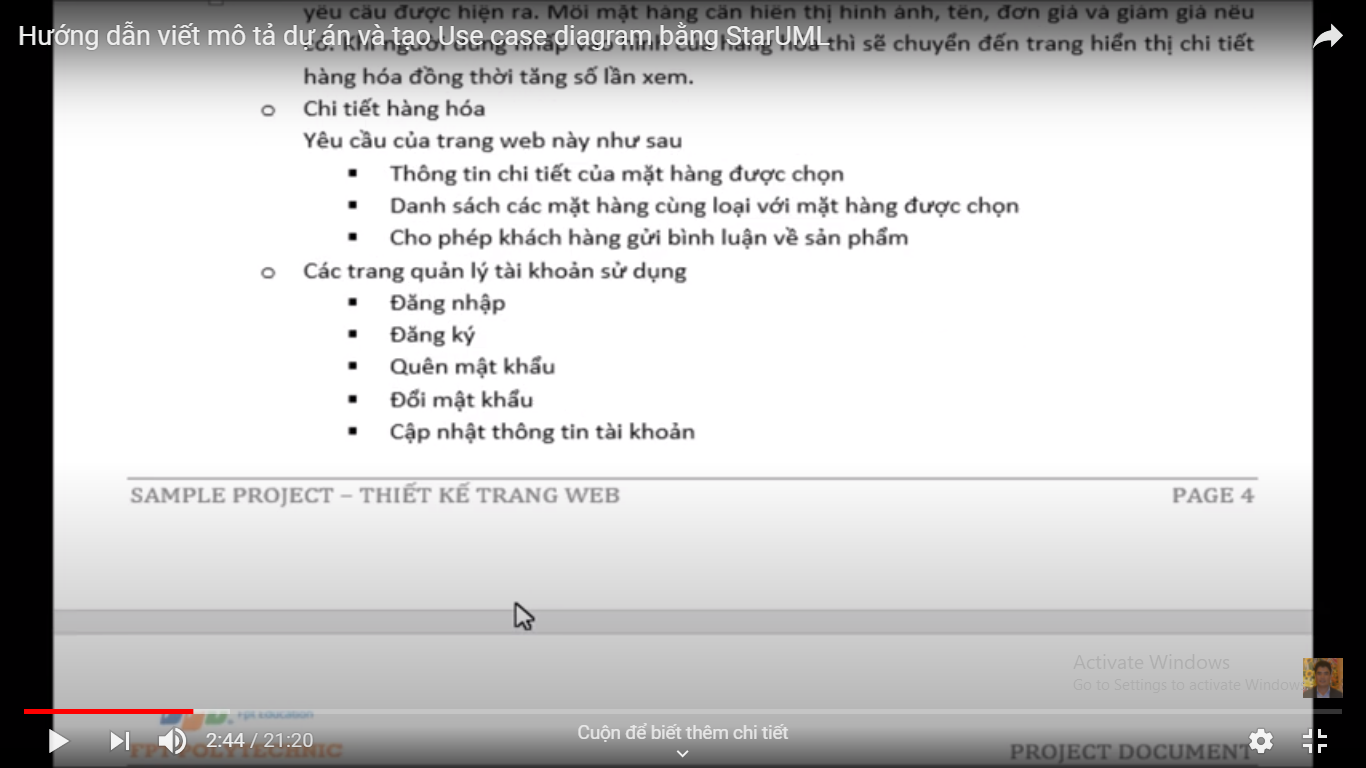 yêu cầu được hiện ra. Mỗi mặt hàng cần hiển thị hình ảnh, tên, đơn giá và giảm giá nếu
Hướng dẫn viết mô tả dự án và tạo Use case diagram bằng StarUML
thì sẽ chuyển đến trang hiển thị chi tiết
hàng hóa đồng thời tăng số lần xem.
o Chi tiết hàng hóa
Yêu cầu của trang web này như sau
▪ Thông tin chi tiết của mặt hàng được chọn
▪ Danh sách các mặt hàng cùng loại với mặt hàng được chọn
▪ Cho phép khách hàng gửi bình luận về sản phẩm
o Các trang quản lý tài khoản sử dụng
▪ Đăng nhập
▪ Đăng ký
▪ Quên mật khẩu
▪ Đổi mật khẩu
▪ Cập nhật thông tin tài khoản
SAMPLE PROJECT – THIẾT KẾ TRANG WEB PAGE 4
Activate Windows
Go to Settings to activate Windows
Fpt Education
Cuộn để biết thêm chi tiết
2:44 / 21:20
FPT POLYTECHNIC PROJECT DOCUMENT